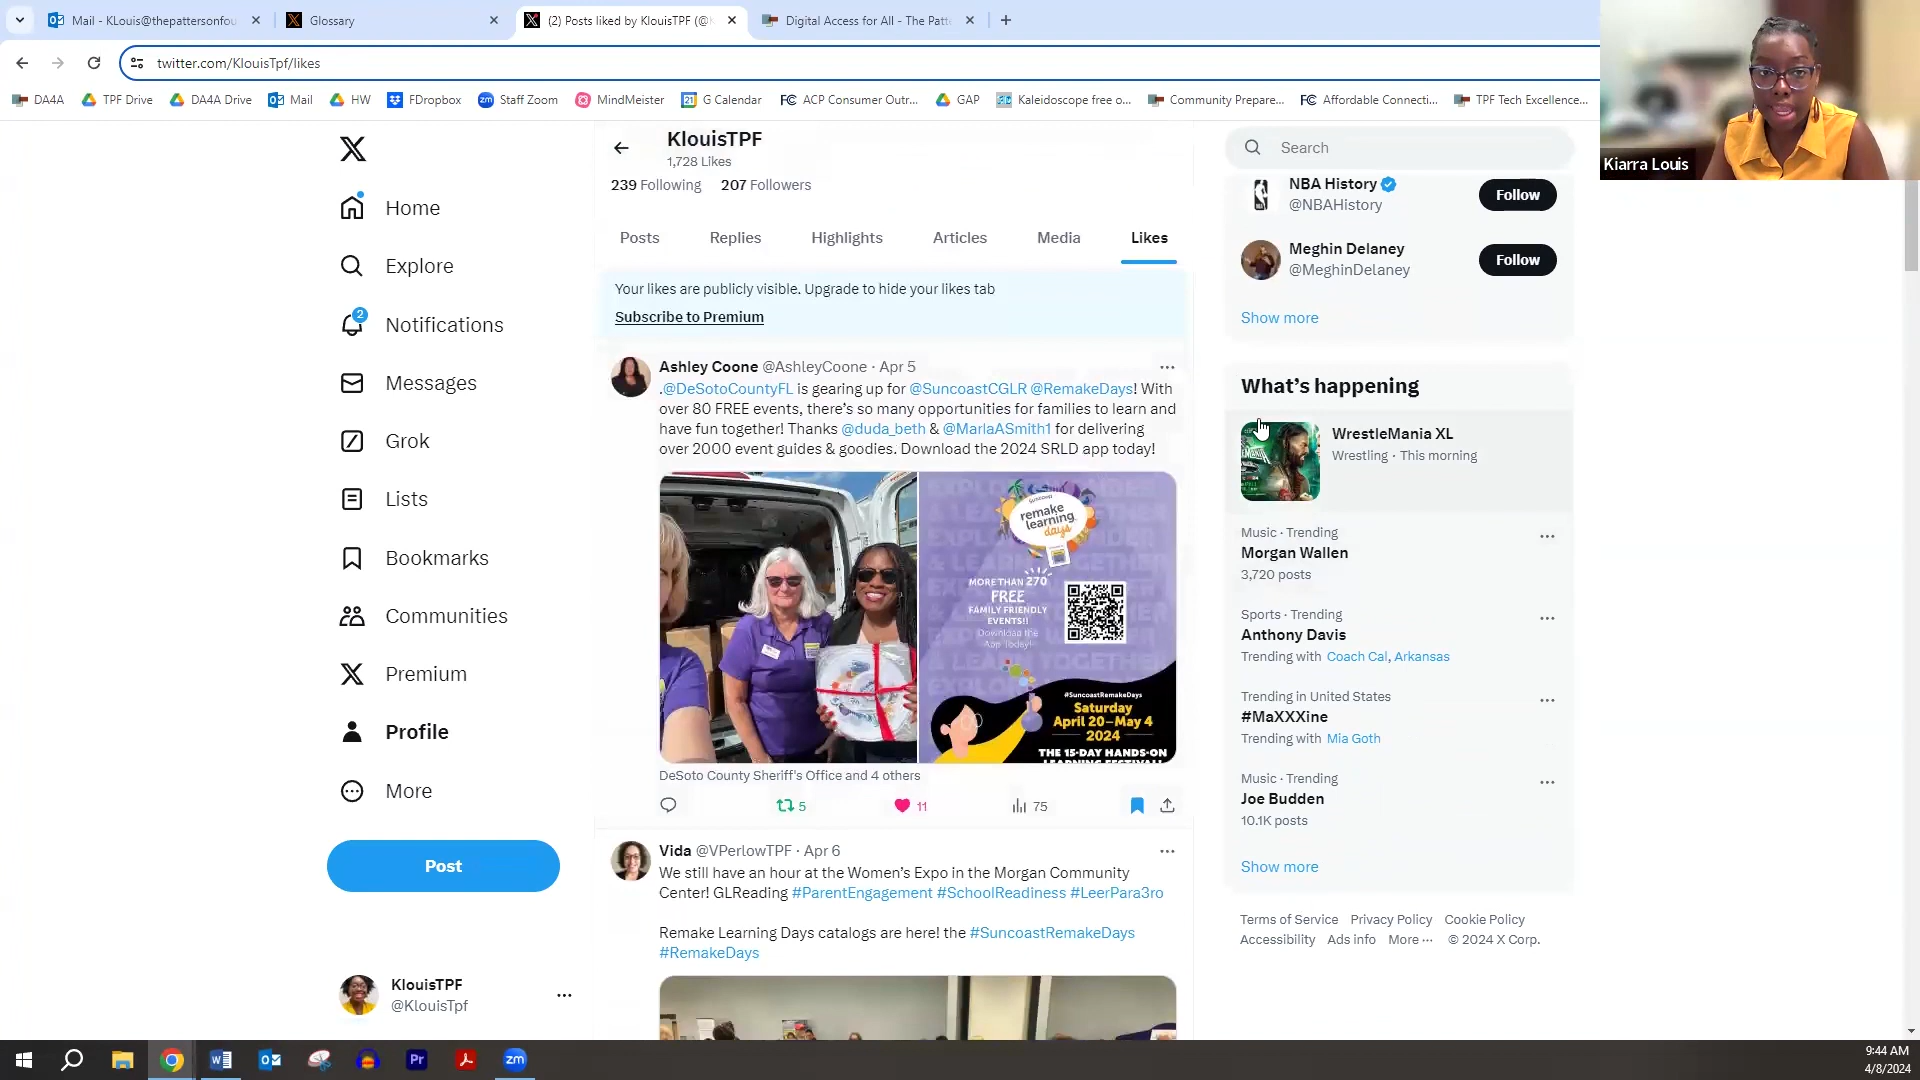 Mail - KLouis@thepattersonfou
Glossary
(2) Posts liked by KlouisTPF (@K
Digital Access for All - The Patte
twitter.com/KlouisTpf/likes
DA4A
TPF Drive
DA4A Drive
Mail
HW
FDropbox
Staff Zoom
MindMeister
G Calendar
ACP Consumer Outr...
GAP
Kaleidoscope free o...
Community Prepare...
Affordable Connecti...
TPF Tech Excellence...
Kiarra Louis
Home
Explore
2
Notifications
Messages
Grok
Lists
Bookmarks
Communities
Premium
Profile
More
Post
KlouisTPF
@KlouisTpf
KlouisTPF
1,728 Likes
239 Following 207 Followers
Posts Replies Highlights Articles Media Likes
Your likes are publicly visible. Upgrade to hide your likes tab
Subscribe to Premium
Ashley Coone @AshleyCoone · Apr 5
.@DeSotoCountyFL is gearing up for @SuncoastCGLR @RemakeDays! With
over 80 FREE events, there's so many opportunities for families to learn and
have fun together! Thanks @duda_beth & @MarlaASmith1 for delivering
over 2000 event guides & goodies. Download the 2024 SRLD app today!
suncoast
remake
learning
days
MORE THAN 270
FREE
FAMILY FRIENDLY
EVENTS!!
Download the
App Today!
#SuncoastRemakeDays
Saturday
April 20–May 4
2024
THE 15-DAY HANDS-ON
LEARNING FESTIVAL!
DeSoto County Sheriff's Office and 4 others
5
11
75
Vida @VPerlowTPF · Apr 6
We still have an hour at the Women's Expo in the Morgan Community
Center! GLReading #ParentEngagement #SchoolReadiness #LeerPara3ro
Remake Learning Days catalogs are here! the #SuncoastRemakeDays
#RemakeDays
Search
NBA History
@NBAHistory
Follow
Meghin Delaney
@MeghinDelaney
Follow
Show more
What's happening
WrestleMania XL
Wrestling · This morning
Music · Trending
Morgan Wallen
3,720 posts
Sports · Trending
Anthony Davis
Trending with Coach Cal, Arkansas
Trending in United States
#MaXXXine
Trending with Mia Goth
Music · Trending
Joe Budden
10.1K posts
Show more
Terms of Service Privacy Policy Cookie Policy
Accessibility Ads info More ··· © 2024 X Corp.
Pr
zm
9:44 AM
4/8/2024